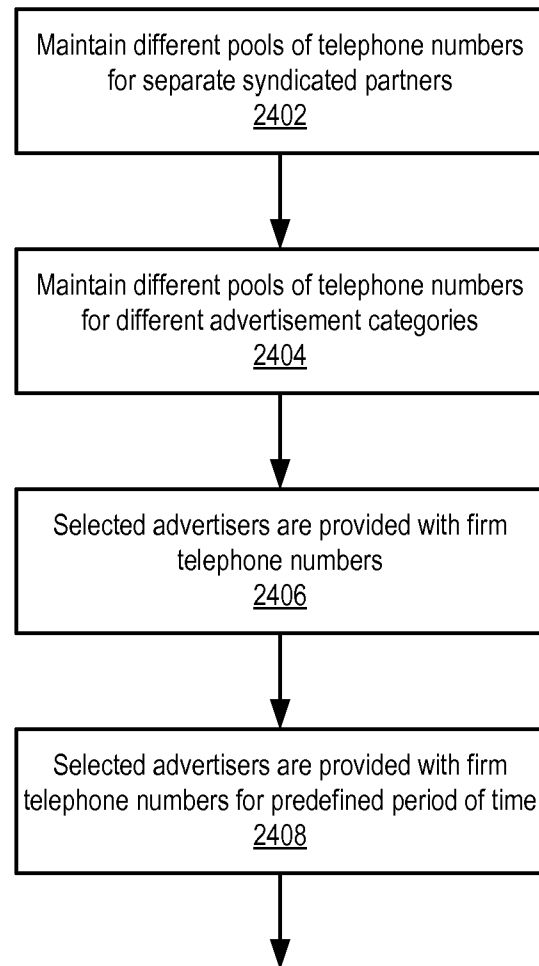 Maintain different pools of telephone numbers
for separate syndicated partners
2402
Maintain different pools of telephone numbers
for different advertisement categories
2404
Selected advertisers are provided with firm
telephone numbers
2406
Selected advertisers are provided with firm
telephone numbers for predefined period of time
2408